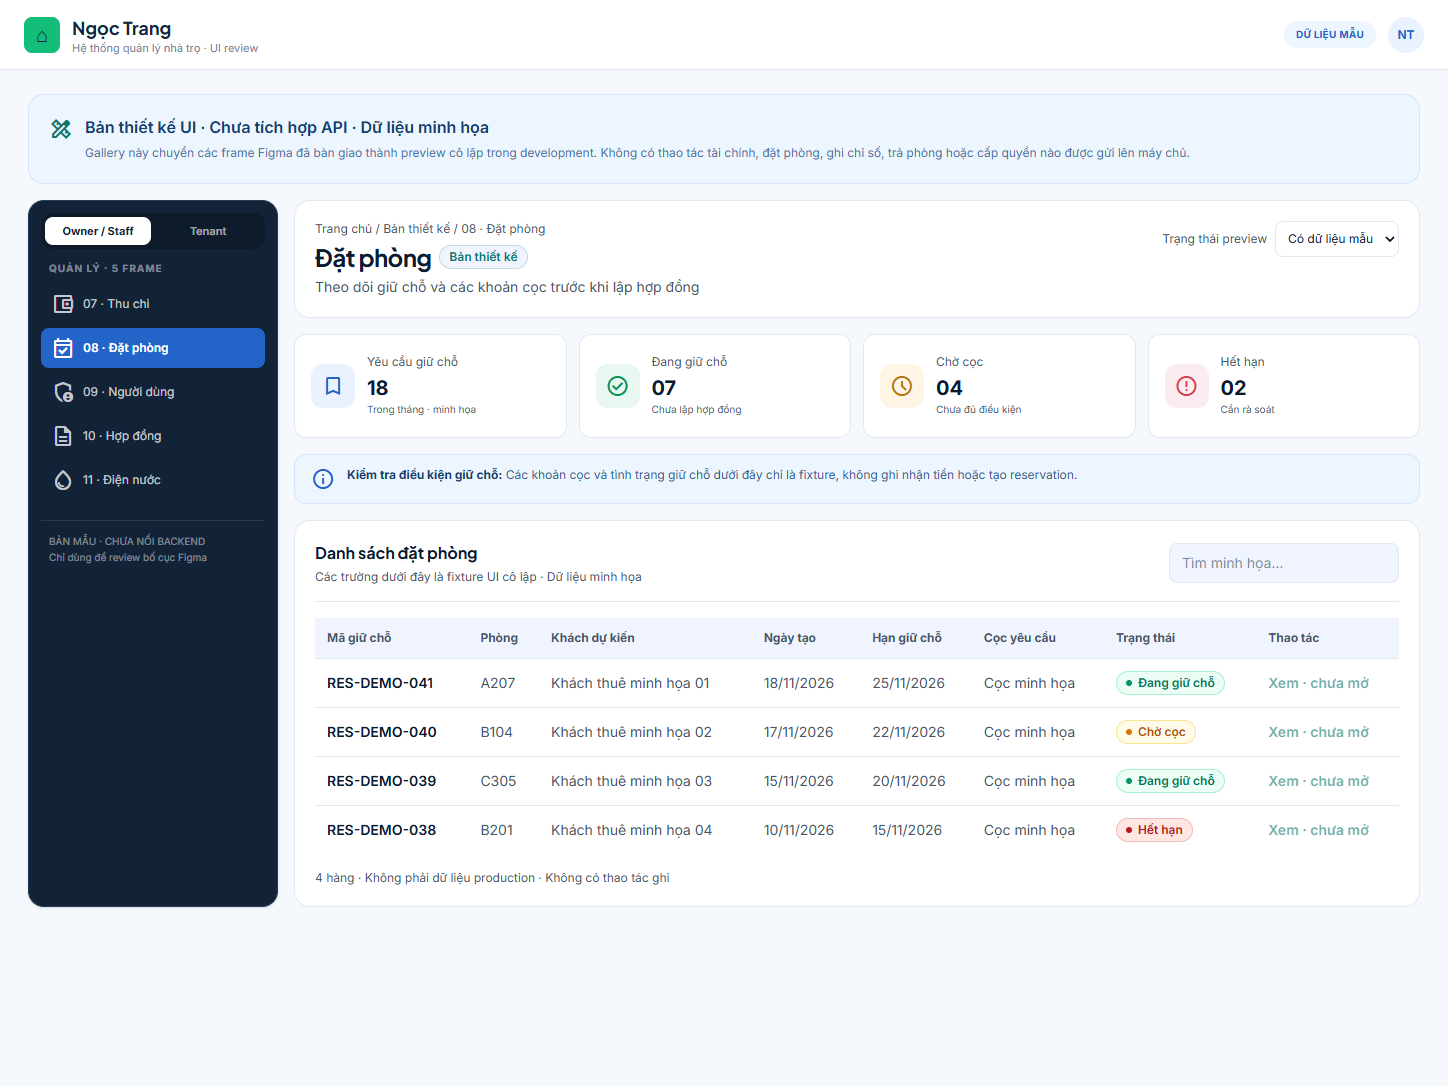 Ngọc Trang
Hệ thống quản lý nhà trọ · UI review
DỮ LIỆU MẪU
NT
Bản thiết kế UI · Chưa tích hợp API · Dữ liệu minh họa
Gallery này chuyển các frame Figma đã bàn giao thành preview cô lập trong development. Không có thao tác tài chính, đặt phòng, ghi chỉ số, trả phòng hoặc cấp quyền nào được gửi lên máy chủ.
Owner / Staff
Tenant
QUẢN LÝ · 5 FRAME
07 · Thu chi
08 · Đặt phòng
09 · Người dùng
10 · Hợp đồng
11 · Điện nước
BẢN MẪU · CHƯA NỐI BACKEND
Chỉ dùng để review bố cục Figma
Trang chủ / Bản thiết kế / 08 · Đặt phòng
Đặt phòng
Bản thiết kế
Theo dõi giữ chỗ và các khoản cọc trước khi lập hợp đồng
Trạng thái preview
Có dữ liệu mẫu
Yêu cầu giữ chỗ
18
Trong tháng · minh họa
Đang giữ chỗ
07
Chưa lập hợp đồng
Chờ cọc
04
Chưa đủ điều kiện
Hết hạn
02
Cần rà soát
Kiểm tra điều kiện giữ chỗ: Các khoản cọc và tình trạng giữ chỗ dưới đây chỉ là fixture, không ghi nhận tiền hoặc tạo reservation.
Danh sách đặt phòng
Các trường dưới đây là fixture UI cô lập · Dữ liệu minh họa
Tìm minh họa...
Mã giữ chỗ Phòng Khách dự kiến Ngày tạo Hạn giữ chỗ Cọc yêu cầu Trạng thái Thao tác
RES-DEMO-041 A207 Khách thuê minh họa 01 18/11/2026 25/11/2026 Cọc minh họa Đang giữ chỗ Xem · chưa mở
RES-DEMO-040 B104 Khách thuê minh họa 02 17/11/2026 22/11/2026 Cọc minh họa Chờ cọc Xem · chưa mở
RES-DEMO-039 C305 Khách thuê minh họa 03 15/11/2026 20/11/2026 Cọc minh họa Đang giữ chỗ Xem · chưa mở
RES-DEMO-038 B201 Khách thuê minh họa 04 10/11/2026 15/11/2026 Cọc minh họa Hết hạn Xem · chưa mở
4 hàng · Không phải dữ liệu production · Không có thao tác ghi